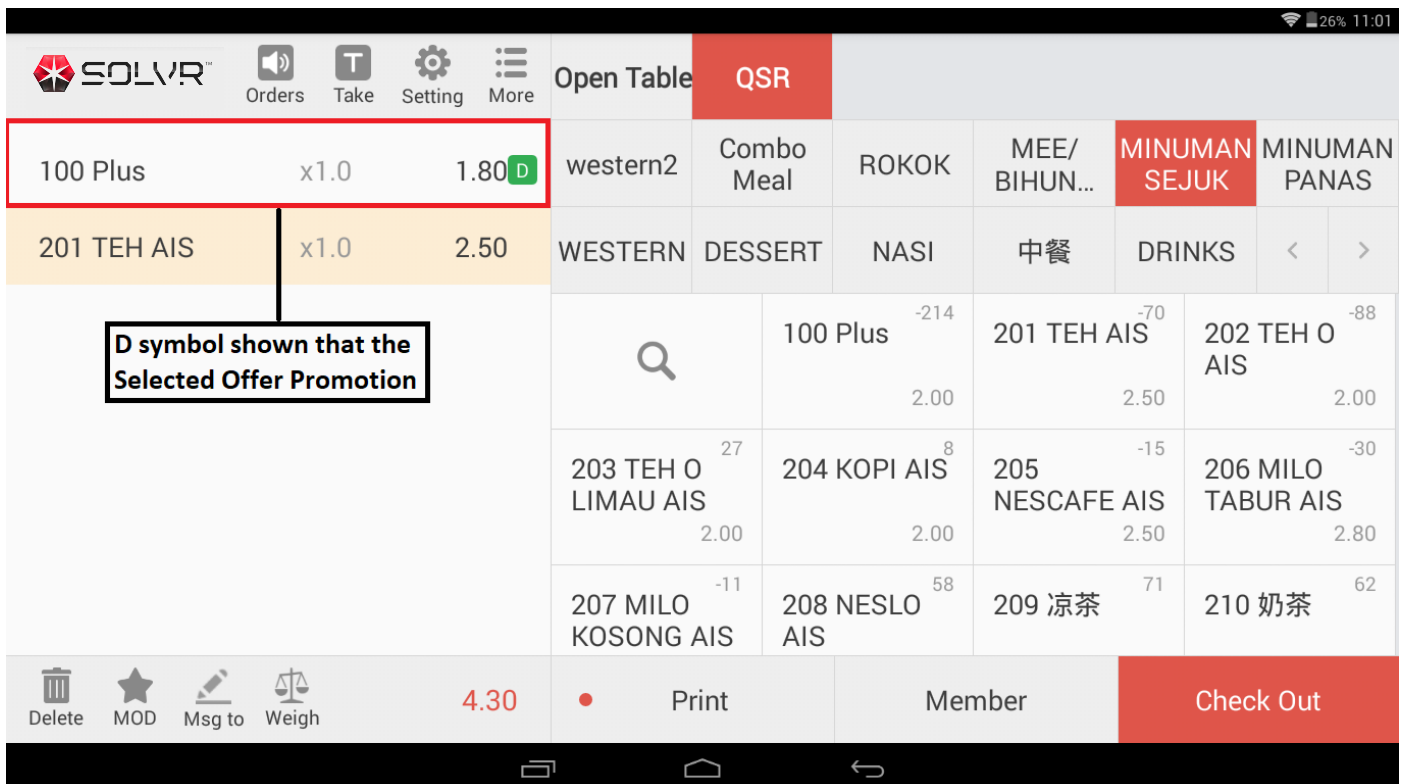 26% 11:01
SOLVR™
Orders Take Setting More
Open Table QSR
100 Plus x1.0 1.80 D
201 TEH AIS x1.0 2.50
D symbol shown that the
Selected Offer Promotion
Delete MOD Msg to Weigh
4.30
western2
Combo
Meal
ROKOK
MEE/
BIHUN...
MINUMAN
SEJUK
MINUMAN
PANAS
WESTERN DESSERT NASI 中餐 DRINKS < >
-214
100 Plus
2.00
-70
201 TEH AIS
2.50
-88
202 TEH O
AIS
2.00
27
203 TEH O
LIMAU AIS
2.00
8
204 KOPI AIS
2.00
-15
205
NESCAFE AIS
2.50
-30
206 MILO
TABUR AIS
2.80
-11
207 MILO
KOSONG AIS
58
208 NESLO
AIS
71
209 凉茶
62
210 奶茶
Print Member Check Out